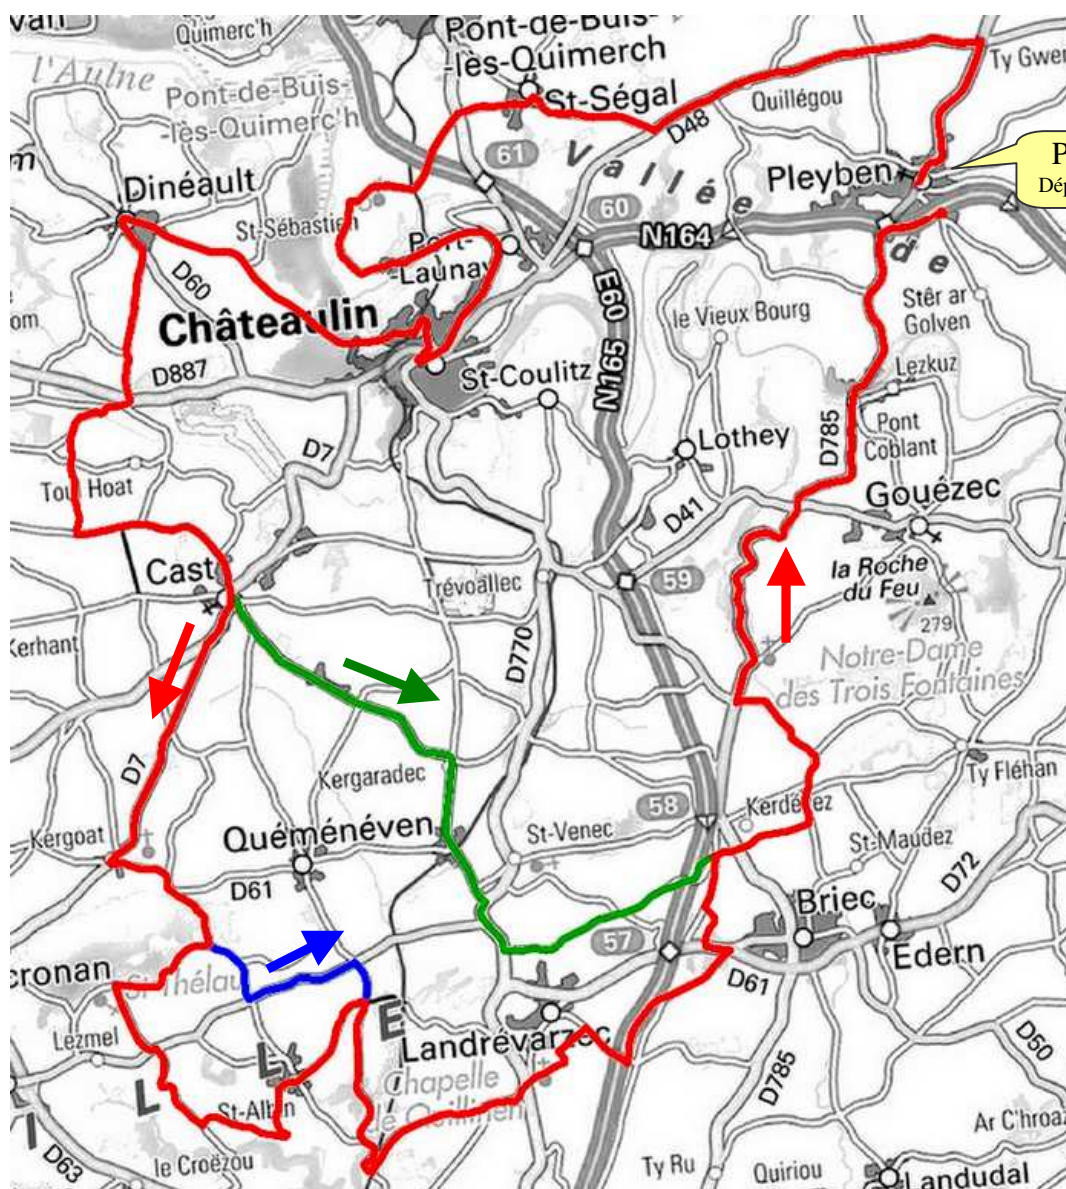 van
Quimerc'h
Pont-de-Buis-
-lès-Quimerch
Ty Gwen
l'Aulne
Pont-de-Buis-
-lès-Quimerc'h
St-Ségal
Quillégou
D48
61
Vallée
de
P
Dép
Pleyben
Dinéault
St-Sébastien
60
N164
Port-
-Launay
D60
E60
N165
le Vieux Bourg
Stêr ar
Golven
Châteaulin
D887
St-Coulitz
Lezkuz
Pont
Coblant
D785
D7
Lothey
Toul Hoat
Gouézec
D41
Cast
Trévoallec
59
la Roche
du Feu
279
Kerhant
D770
Notre-Dame
des Trois Fontaines
D7
Kergaradec
Ty Fléhan
58
Kergoat
Quéménéven
St-Venec
St-Maudez
D72
D61
Briec
57
Edern
cronan
D61
Lezmel
E
Landrévarzec
D50
L
L
I
Chapelle
D785
St-Albin
Ar C'hroaz
D63
le Croëzou
Ty Ru
Quiriou
Landudal